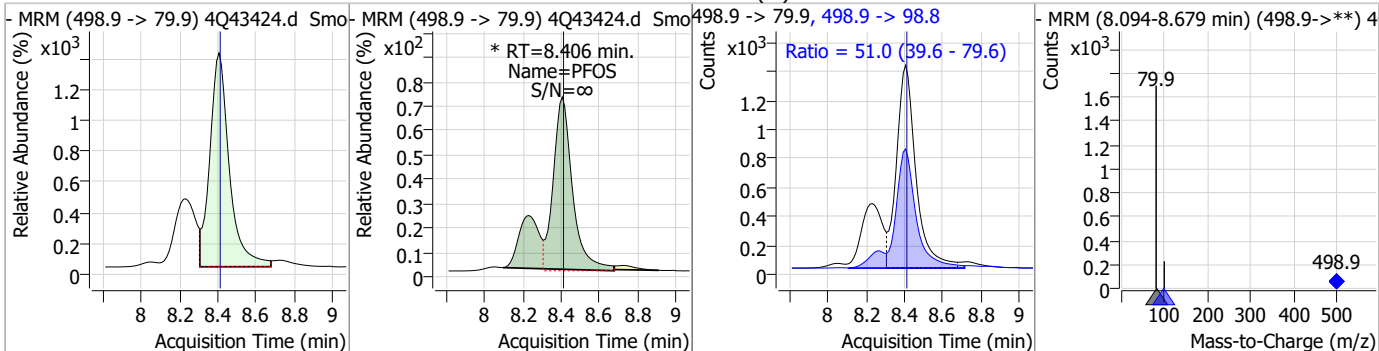 - MRM (498.9 -> 79.9) 4Q43424.d Smo
Relative Abundance (%)
x10³
1.2
1
0.8
0.6
0.4
0.2
0
8 8.2 8.4 8.6 8.8 9
Acquisition Time (min)
- MRM (498.9 -> 79.9) 4Q43424.d Smo
Relative Abundance (%)
x10²
* RT=8.406 min.
Name=PFOS
S/N=∞
0.8
0.7
0.6
0.5
0.4
0.3
0.2
0.1
0
8 8.2 8.4 8.6 8.8 9
Acquisition Time (min)
498.9 -> 79.9, 498.9 -> 98.8
Counts
x10³
Ratio = 51.0 (39.6 - 79.6)
1.2
1
0.8
0.6
0.4
0.2
0
8 8.2 8.4 8.6 8.8 9
Acquisition Time (min)
- MRM (8.094-8.679 min) (498.9->**) 4
Counts
x10³
79.9
1.6
1.4
1.2
1
0.8
0.6
0.4
0.2
0
498.9
100 200 300 400 500
Mass-to-Charge (m/z)